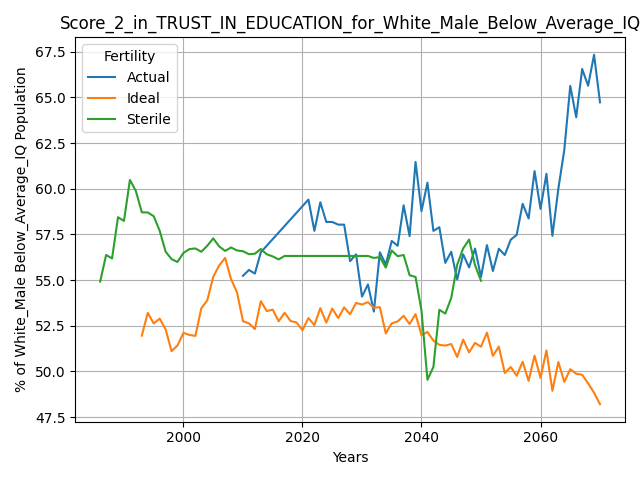 Score_2_in_TRUST_IN_EDUCATION_for_White_Male_Below_Average_IQ
% of White_Male Below_Average_IQ Population
67.5
65.0
62.5
60.0
57.5
55.0
52.5
50.0
47.5
Fertility
Actual
Ideal
Sterile
2000
2020
2040
2060
Years